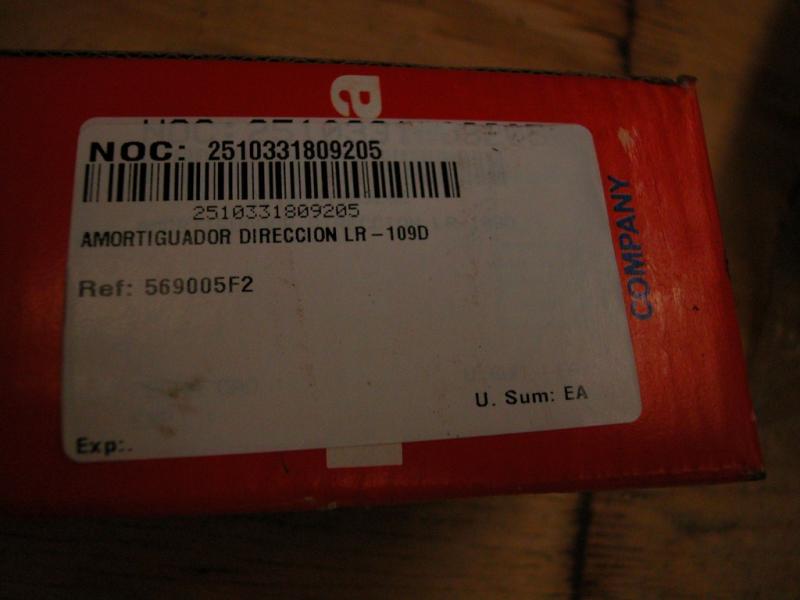 NOC: 2510331809205
2510331809205
AMORTIGUADOR DIRECCION LR-109D
Ref: 569005F2
U. Sum: EA
Exp:.
COMPANY